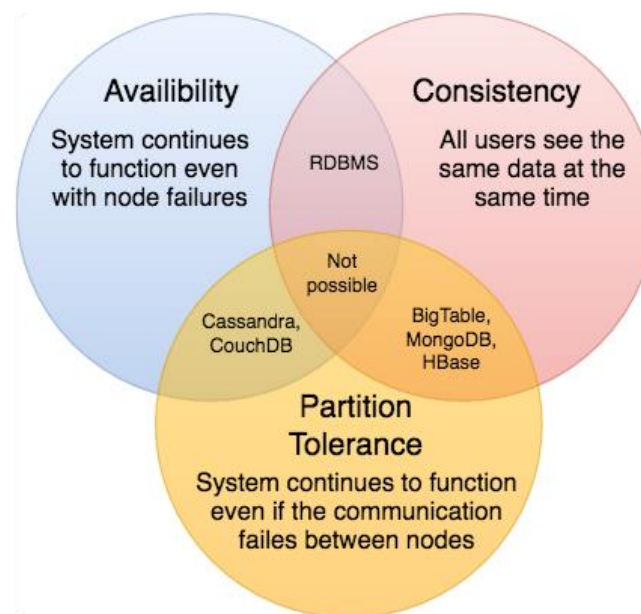 Availibility
System continues
to function even
with node failures
Consistency
All users see the
same data at the
same time
RDBMS
Not
possible
Cassandra,
CouchDB
BigTable,
MongoDB,
HBase
Partition
Tolerance
System continues to function
even if the communication
failes between nodes